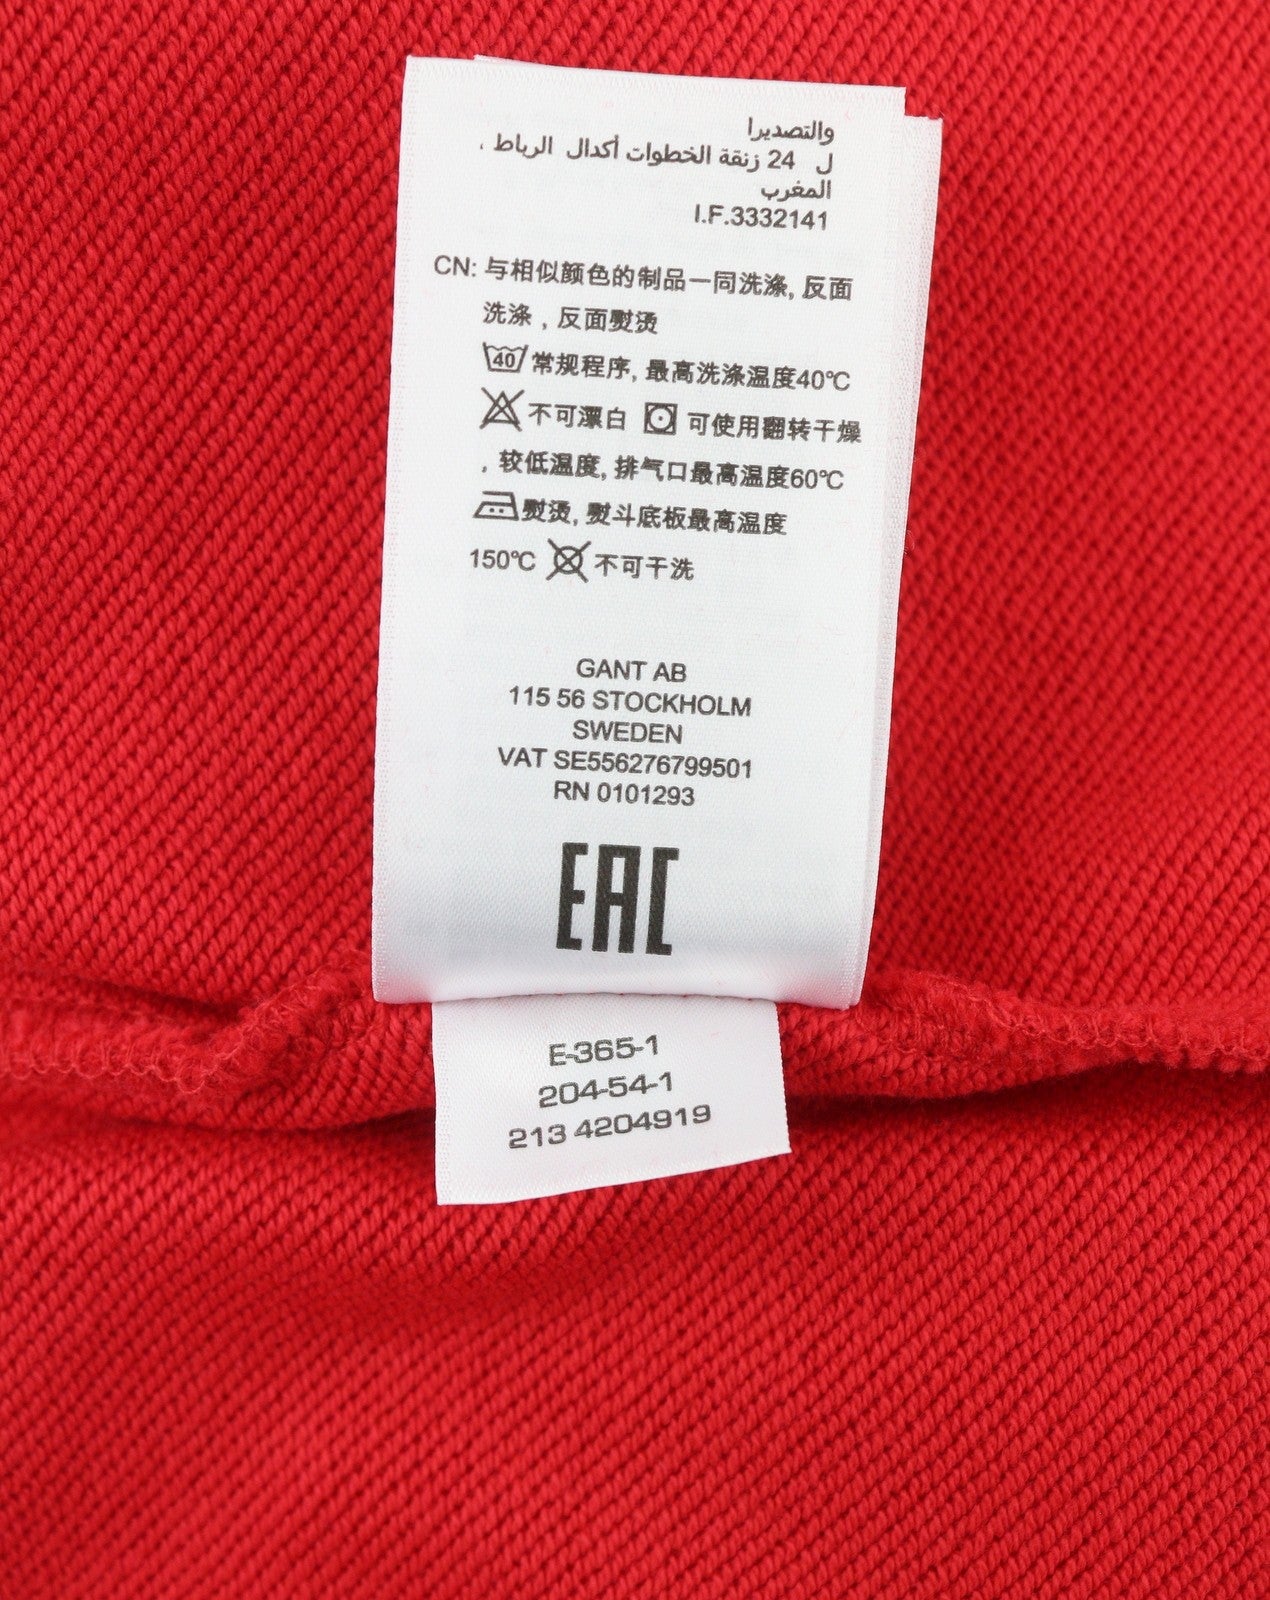 والتصديرا
ل 24 زنقة الخطوات أكدال الرباط ،
المغرب
I.F.3332141
CN: 与相似颜色的制品一同洗涤, 反面
洗涤 , 反面熨烫
40 常规程序, 最高洗涤温度40℃
不可漂白 可使用翻转干燥
, 较低温度, 排气口最高温度60℃
熨烫, 熨斗底板最高温度
150℃ 不可干洗
GANT AB
115 56 STOCKHOLM
SWEDEN
VAT SE556276799501
RN 0101293
EAC
E-365-1
204-54-1
213 4204919